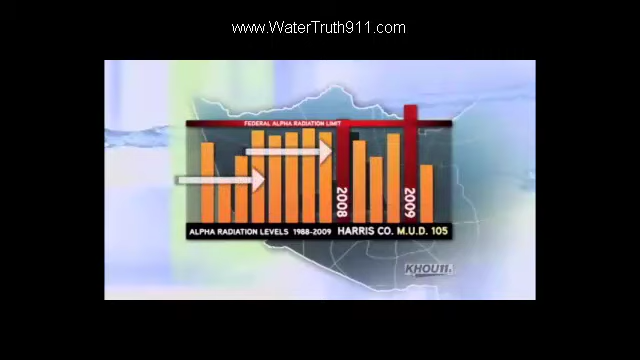 www.WaterTruth911.com
FEDERAL ALPHA RADIATION LIMIT
2008
2009
ALPHA RADIATION LEVELS 1988-2009 HARRIS CO. M.U.D. 105
KHOU11